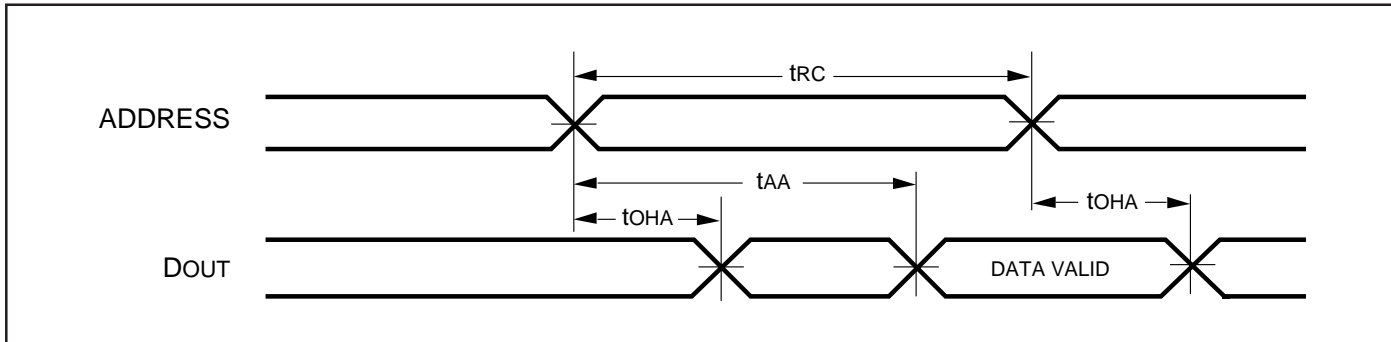 tRC
ADDRESS
tAA
tOHA
tOHA
DOUT
DATA VALID